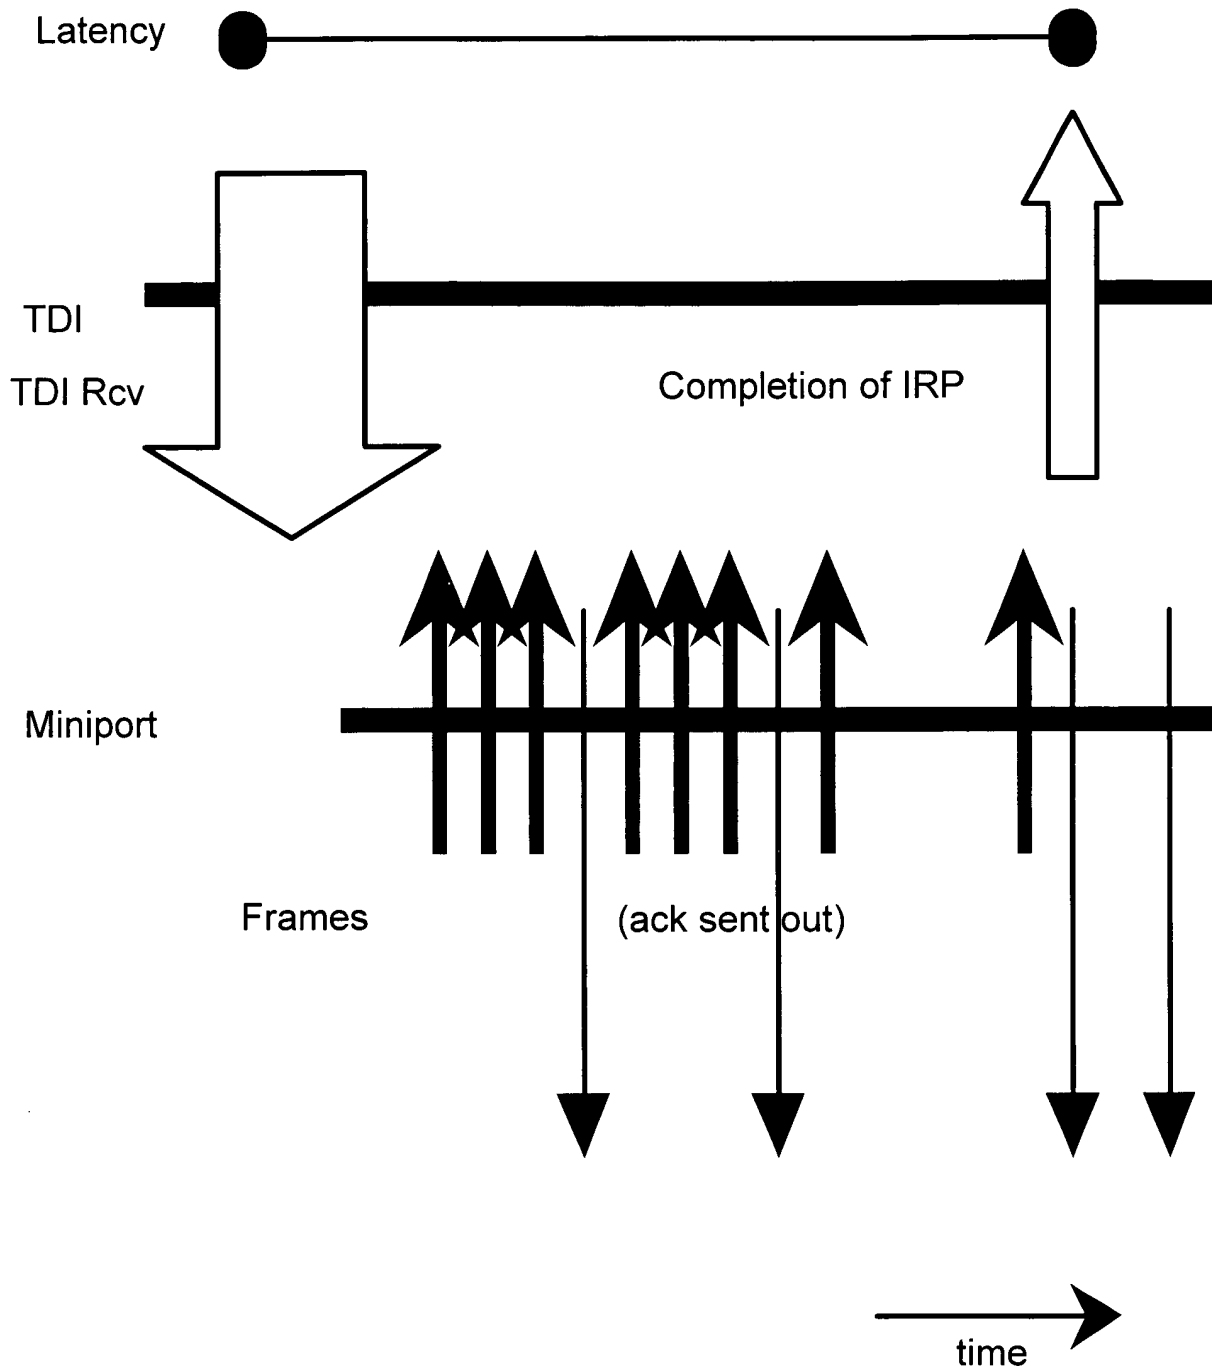 Latency
TDI
TDI Rcv
Completion of IRP
Miniport
Frames
(ack sent out)
time